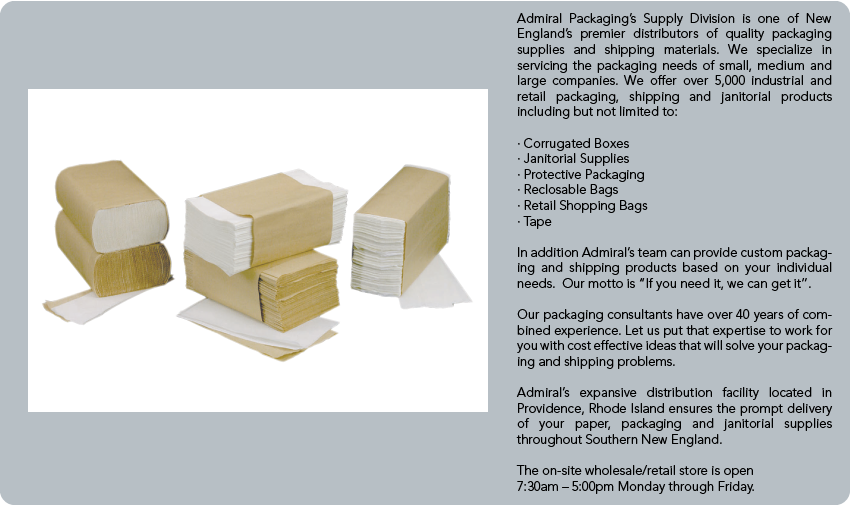 Admiral Packaging's Supply Division is one of New
England's premier distributors of quality packaging
supplies and shipping materials. We specialize in
servicing the packaging needs of small, medium and
large companies. We offer over 5,000 industrial and
retail packaging, shipping and janitorial products
including but not limited to:
· Corrugated Boxes
· Janitorial Supplies
· Protective Packaging
· Reclosable Bags
· Retail Shopping Bags
· Tape
In addition Admiral's team can provide custom packag-
ing and shipping products based on your individual
needs.  Our motto is "If you need it, we can get it".
Our packaging consultants have over 40 years of com-
bined experience. Let us put that expertise to work for
you with cost effective ideas that will solve your packag-
ing and shipping problems.
Admiral's expansive distribution facility located in
Providence, Rhode Island ensures the prompt delivery
of your paper, packaging and janitorial supplies
throughout Southern New England.
The on-site wholesale/retail store is open
7:30am – 5:00pm Monday through Friday.